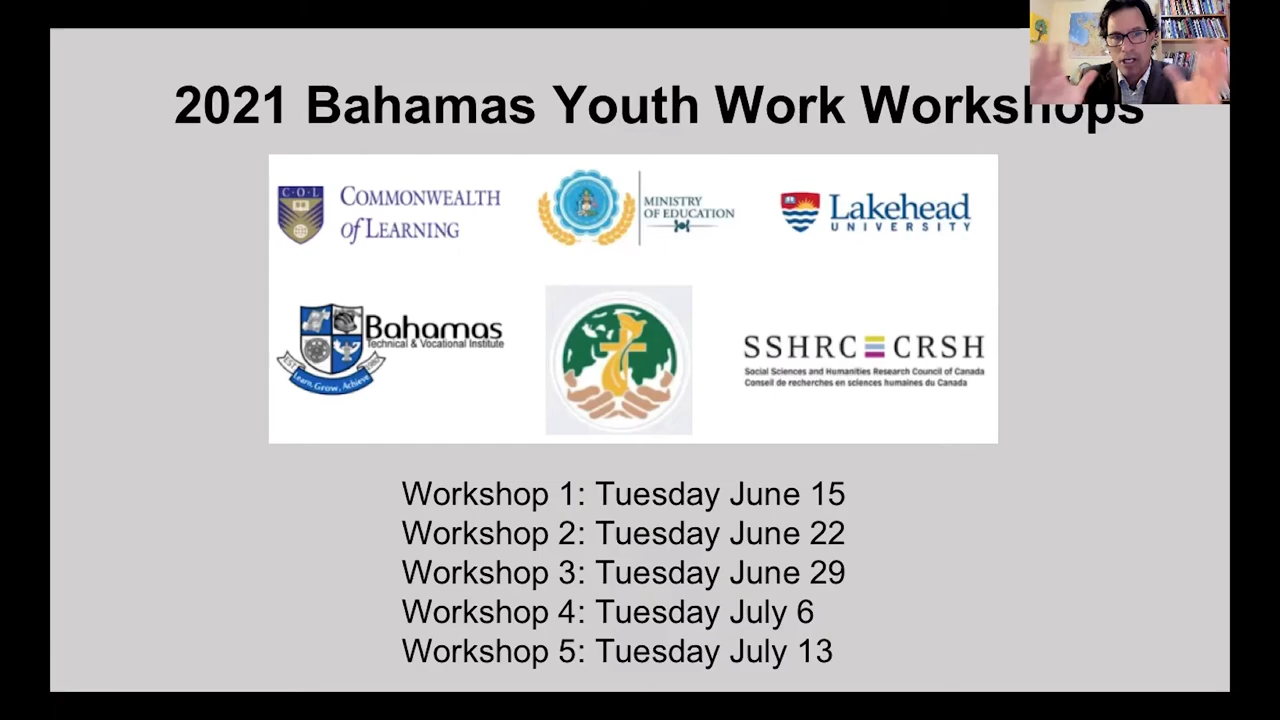 2021 Bahamas Youth Work Workshops
C·O·L
COMMONWEALTH
of LEARNING
MINISTRY
OF EDUCATION
Lakehead
UNIVERSITY
Bahamas
Technical & Vocational Institute
Learn, Grow, Achieve
SSHRC CRSH
Social Sciences and Humanities Research Council of Canada
Conseil de recherches en sciences humaines du Canada
Workshop 1: Tuesday June 15
Workshop 2: Tuesday June 22
Workshop 3: Tuesday June 29
Workshop 4: Tuesday July 6
Workshop 5: Tuesday July 13